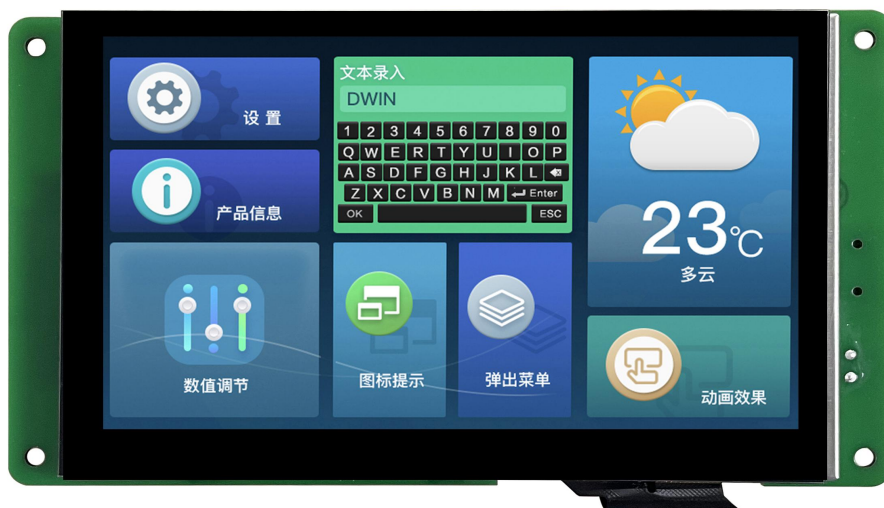 设 置
产品信息
数值调节
文本录入
DWIN
1 2 3 4 5 6 7 8 9 0
Q W E R T Y U I O P
A S D F G H J K L
Z X C V B N M Enter
OK ESC
图标提示
弹出菜单
23℃
多云
动画效果